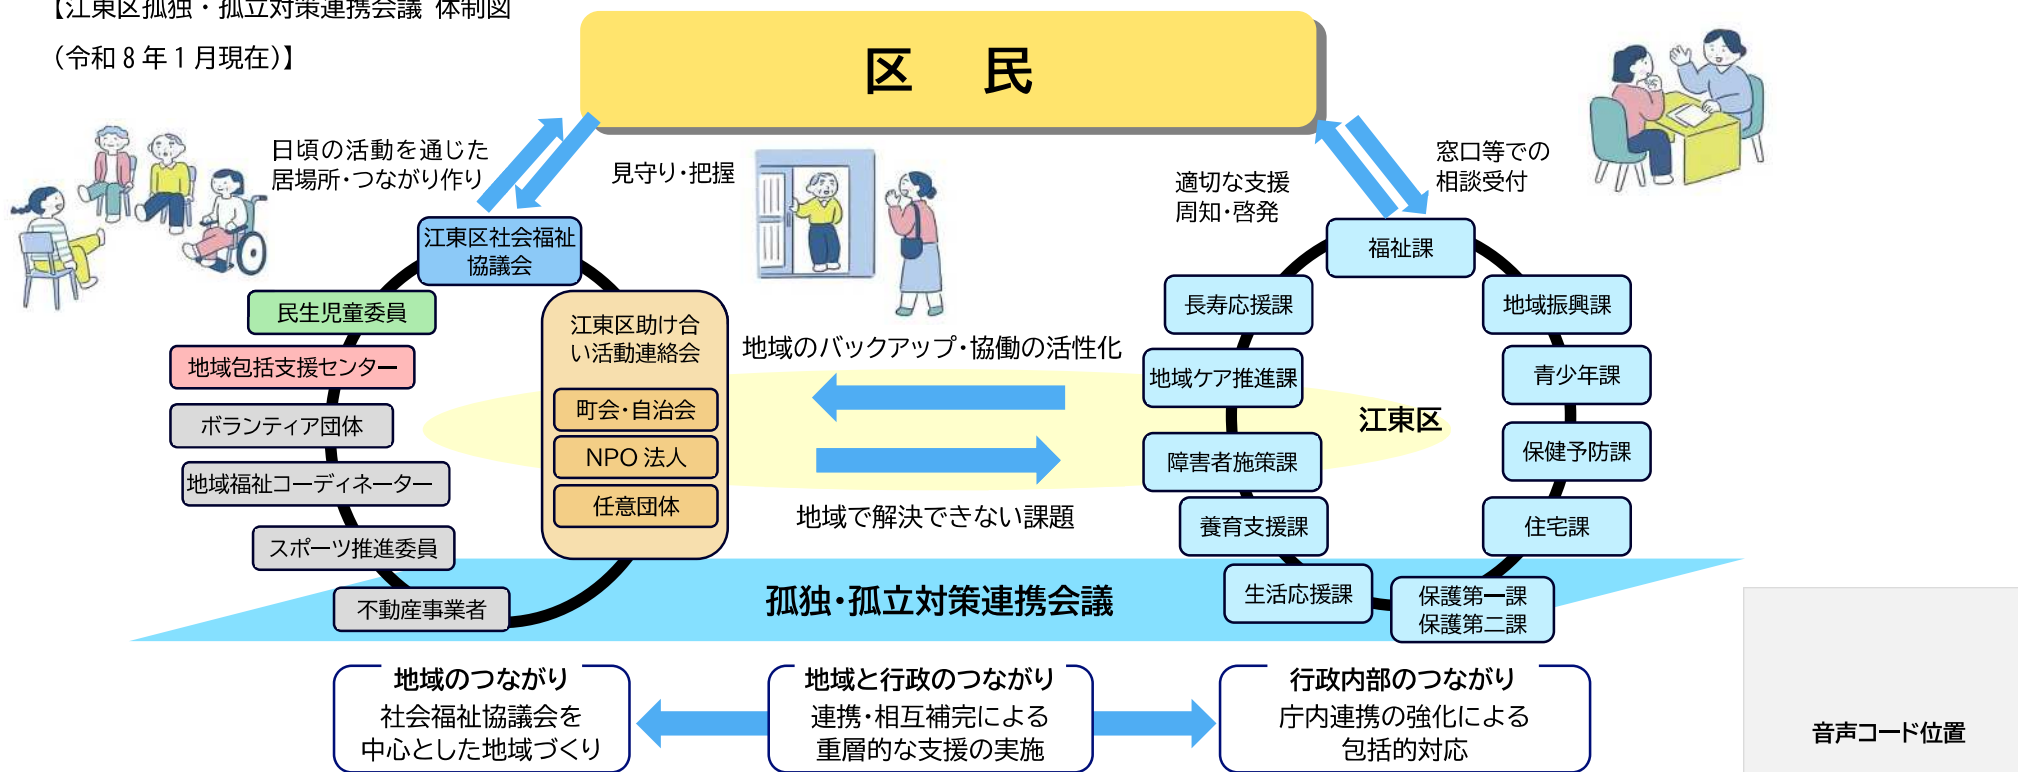 【江東区孤独・孤立対策連携会議 体制図
（令和8年1月現在）】
区 民
日頃の活動を通じた
居場所・つながり作り
見守り・把握
適切な支援
周知・啓発
窓口等での
相談受付
江東区社会福祉
協議会
民生児童委員
地域包括支援センター
ボランティア団体
地域福祉コーディネーター
スポーツ推進委員
不動産事業者
江東区助け合
い活動連絡会
町会・自治会
NPO 法人
任意団体
地域のバックアップ・協働の活性化
地域で解決できない課題
福祉課
長寿応援課
地域ケア推進課
障害者施策課
養育支援課
生活応援課
地域振興課
青少年課
保健予防課
住宅課
保護第一課
保護第二課
江東区
孤独・孤立対策連携会議
地域のつながり
社会福祉協議会を
中心とした地域づくり
地域と行政のつながり
連携・相互補完による
重層的な支援の実施
行政内部のつながり
庁内連携の強化による
包括的対応
音声コード位置